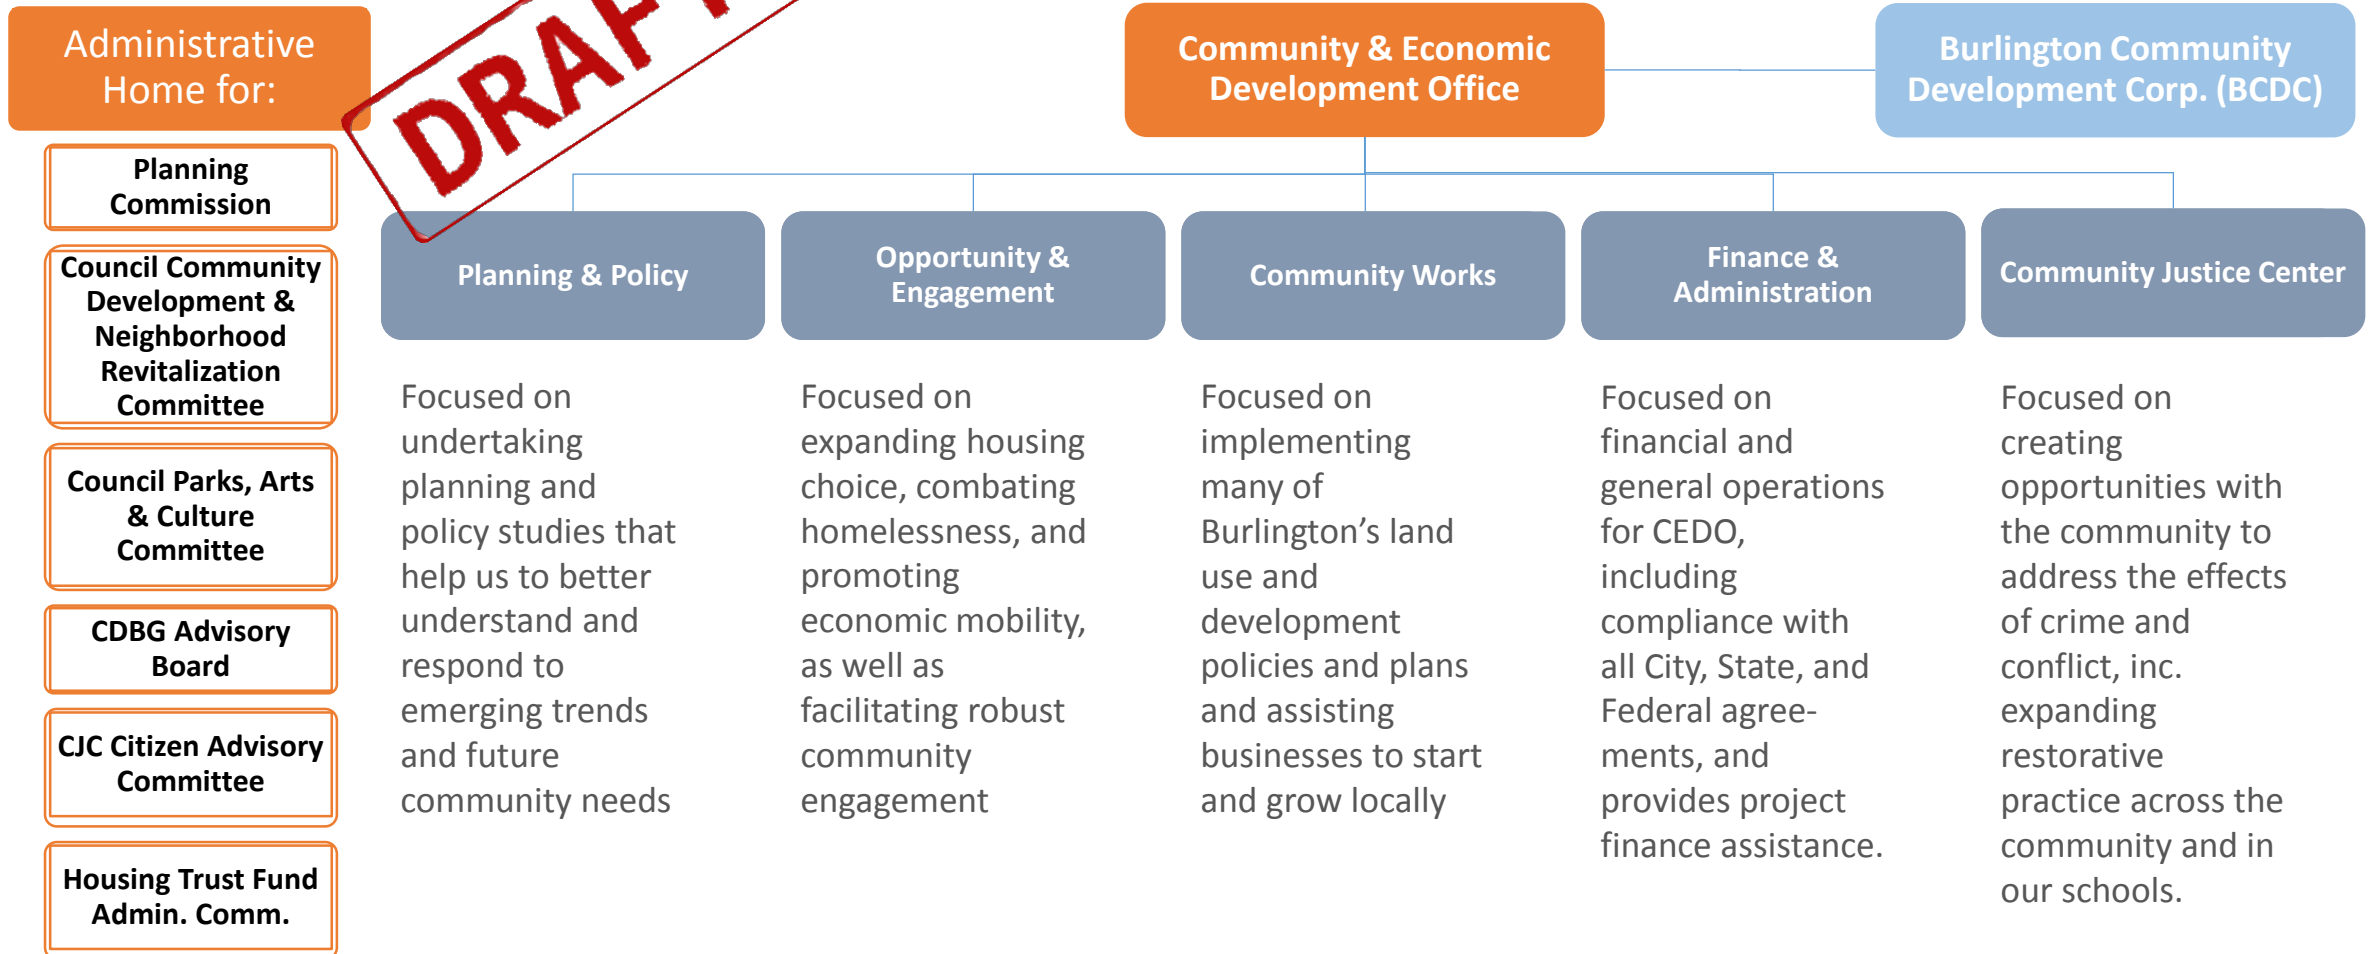 Administrative
Home for:
Planning
Commission
Council Community
Development &
Neighborhood
Revitalization
Committee
Council Parks, Arts
& Culture
Committee
CDBG Advisory
Board
CJC Citizen Advisory
Committee
Housing Trust Fund
Admin. Comm.
DRAFT
Community & Economic
Development Office
Burlington Community
Development Corp. (BCDC)
Planning & Policy
Focused on
undertaking
planning and
policy studies that
help us to better
understand and
respond to
emerging trends
and future
community needs
Opportunity &
Engagement
Focused on
expanding housing
choice, combating
homelessness, and
promoting
economic mobility,
as well as
facilitating robust
community
engagement
Community Works
Focused on
implementing
many of
Burlington’s land
use and
development
policies and plans
and assisting
businesses to start
and grow locally
Finance &
Administration
Focused on
financial and
general operations
for CEDO,
including
compliance with
all City, State, and
Federal agree-
ments, and
provides project
finance assistance.
Community Justice Center
Focused on
creating
opportunities with
the community to
address the effects
of crime and
conflict, inc.
expanding
restorative
practice across the
community and in
our schools.